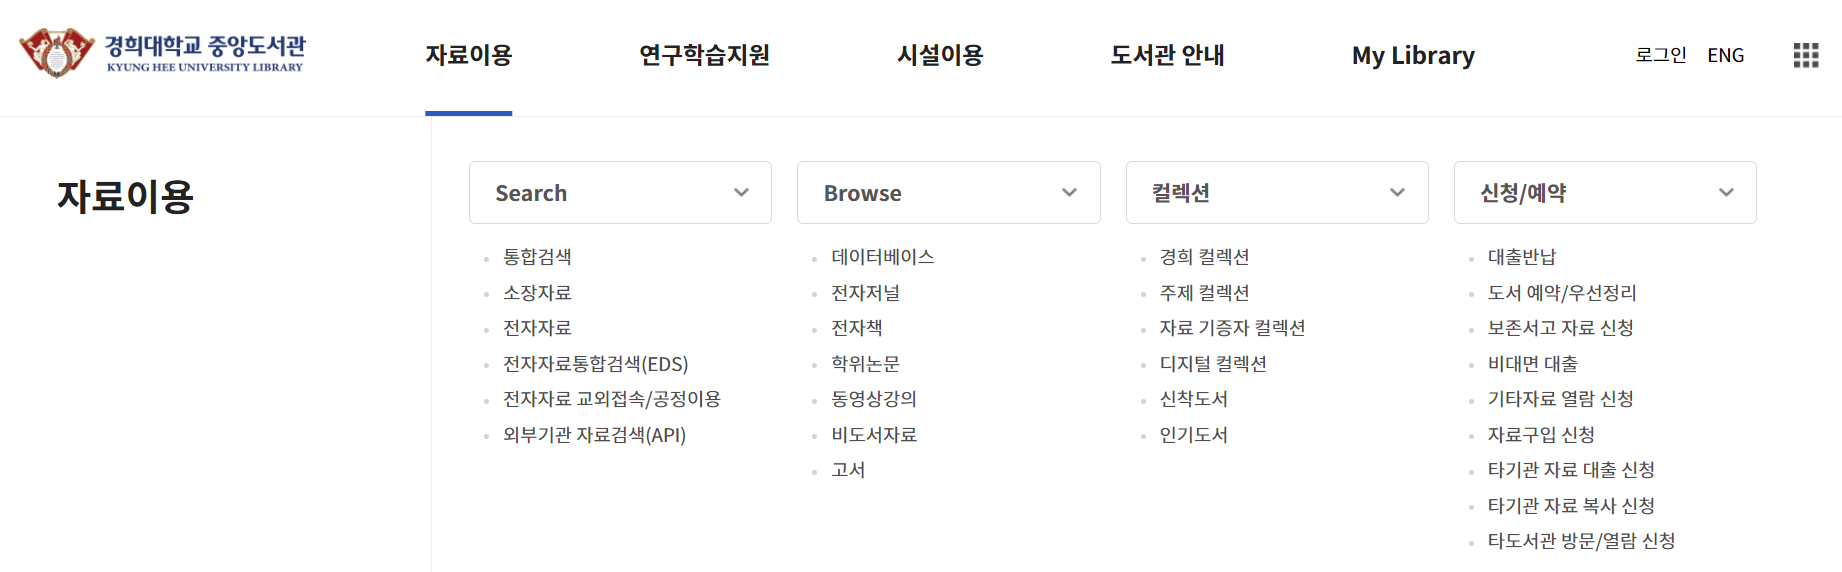 경희대학교 중앙도서관
KYUNG HEE UNIVERSITY LIBRARY
자료이용
연구학습지원
시설이용
도서관 안내
My Library
로그인
ENG
자료이용
Search
통합검색
소장자료
전자자료
전자자료통합검색(EDS)
전자자료 교외접속/공정이용
외부기관 자료검색(API)
Browse
데이터베이스
전자저널
전자책
학위논문
동영상강의
비도서자료
고서
컬렉션
경희 컬렉션
주제 컬렉션
자료 기증자 컬렉션
디지털 컬렉션
신착도서
인기도서
신청/예약
대출반납
도서 예약/우선정리
보존서고 자료 신청
비대면 대출
기타자료 열람 신청
자료구입 신청
타기관 자료 대출 신청
타기관 자료 복사 신청
타도서관 방문/열람 신청